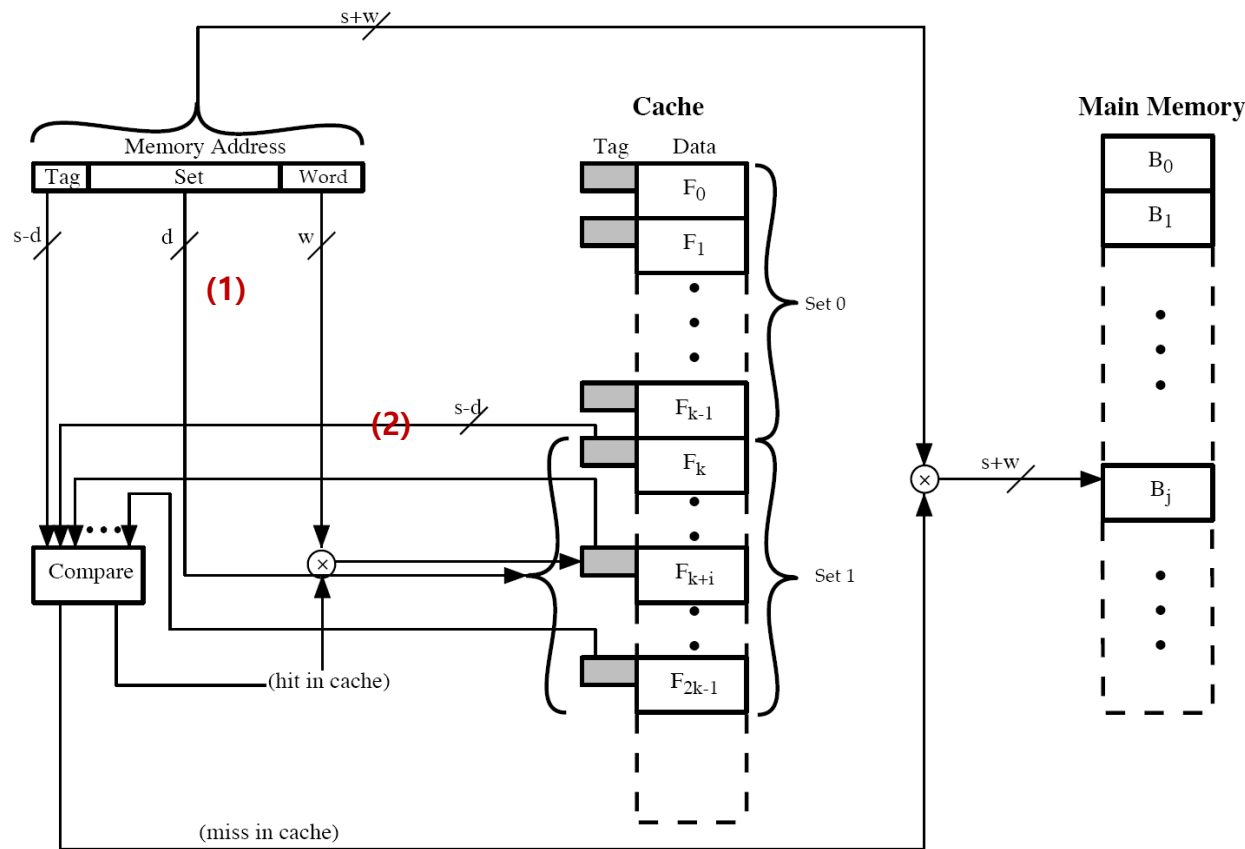 s+w
Cache
Main Memory
Memory Address
Tag Data
Tag Set Word
B0
F0
B1
s-d d w
F1
(1)
Set 0
Fk-1
s-d
(2)
Fk
s+w
Bj
Compare
Fk+i
Set 1
(hit in cache)
F2k-1
(miss in cache)